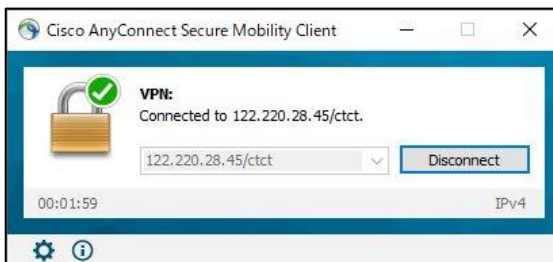 Cisco AnyConnect Secure Mobility Client
VPN:
Connected to 122.220.28.45/ctct.
122.220.28.45/ctct
Disconnect
00:01:59
IPv4